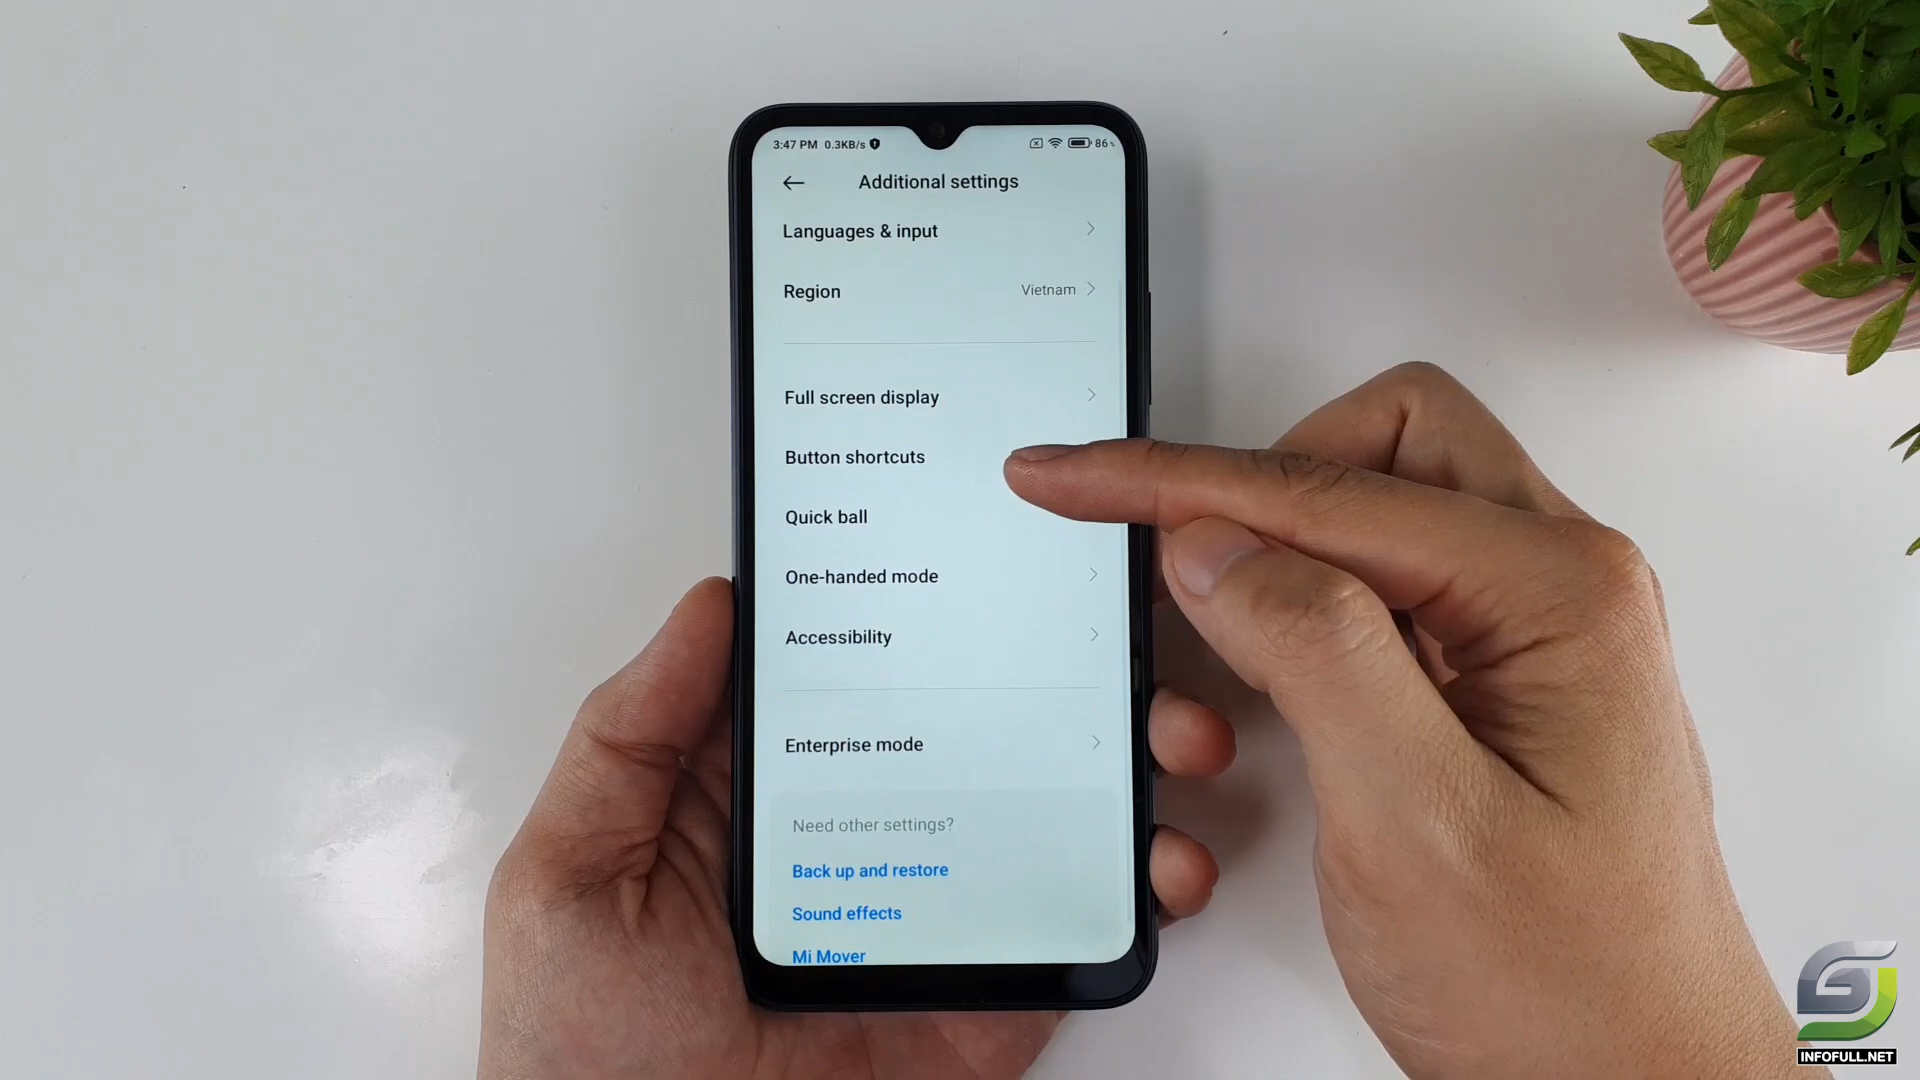 3:47 PM 0.3KB/s 86%
Additional settings
Languages & input
Region Vietnam
Full screen display
Button shortcuts
Quick ball
One-handed mode
Accessibility
Enterprise mode
Need other settings?
Back up and restore
Sound effects
Mi Mover
INFOFULL.NET